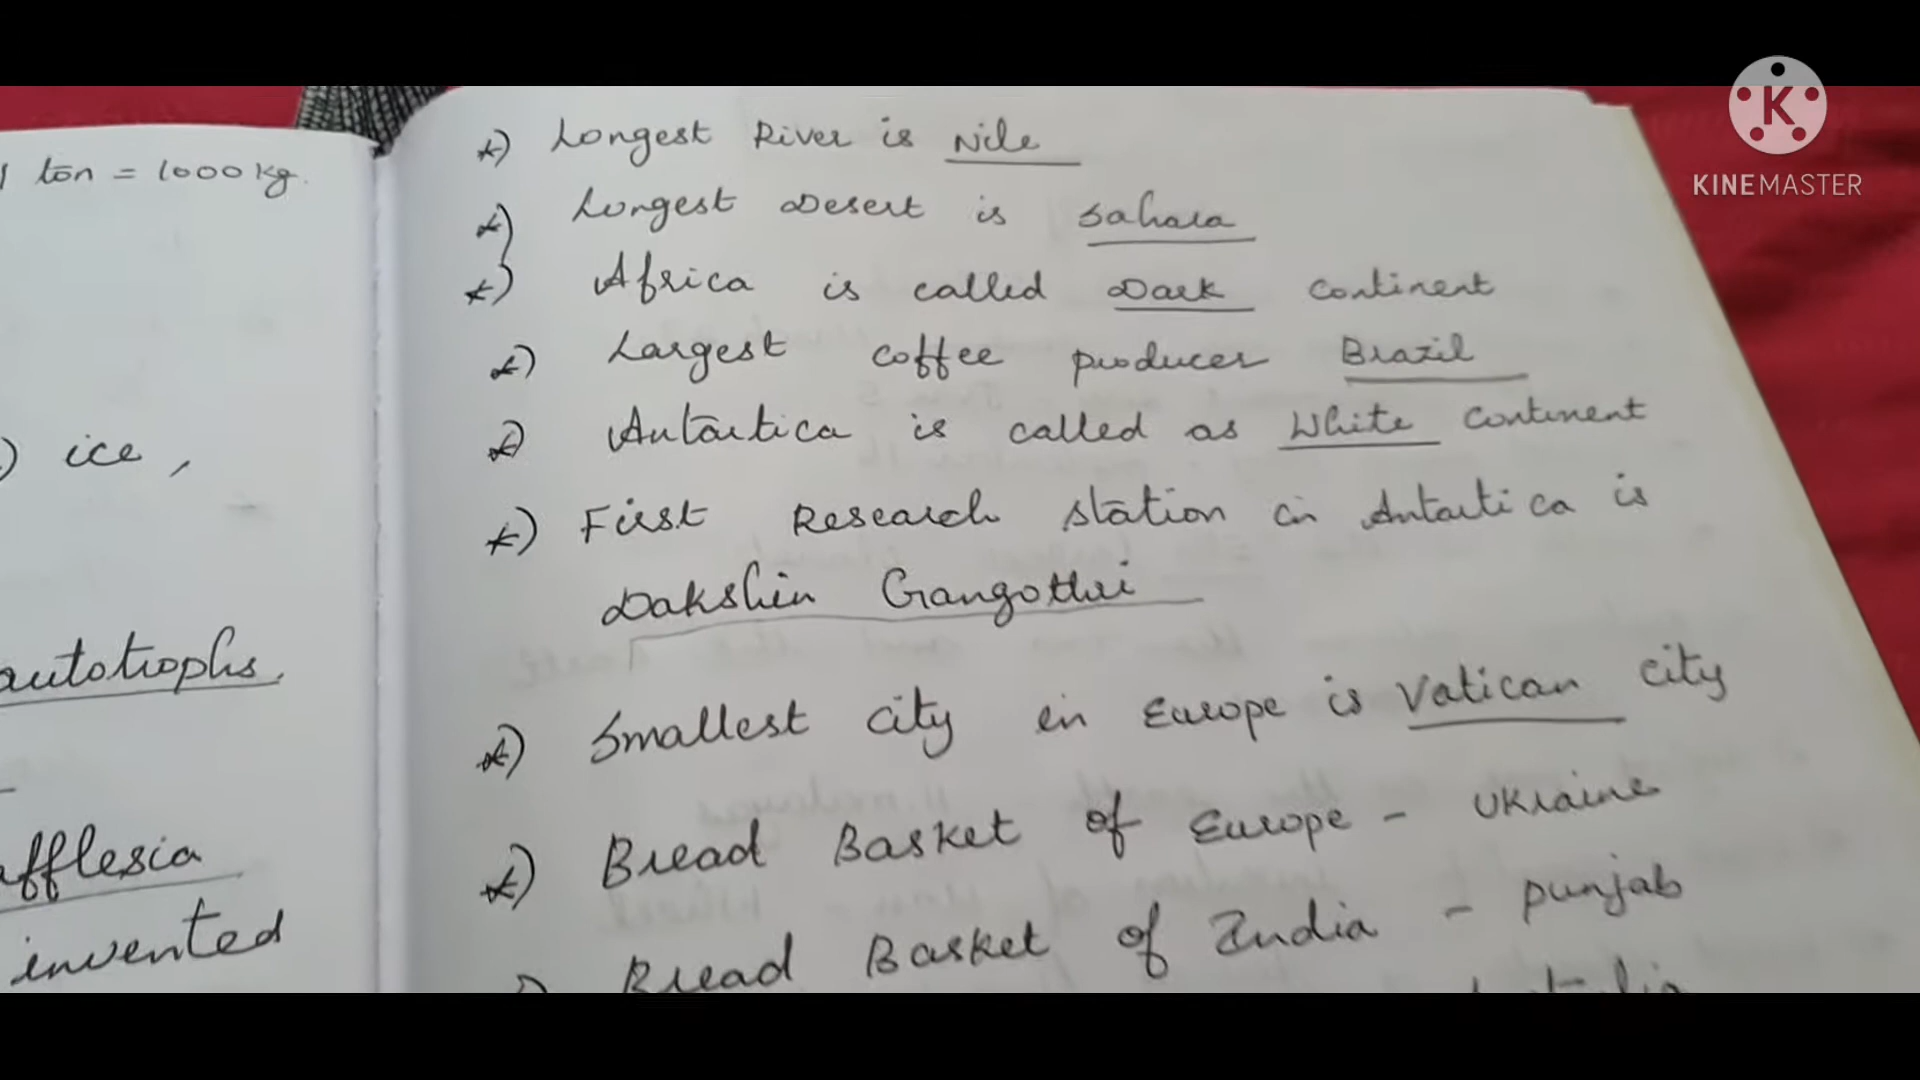 1 ton = 1000 kg.
ice,
autotrophs.
afflesia
invented
*) Longest River is Nile
*) Longest Desert is Sahara
*) Africa is called Dark continent
*) Largest coffee producer Brazil
*) Antartica is called as White continent
*) First Research station in Antartica is
Dakshin Gangothri
*) Smallest city in Europe is Vatican city
*) Bread Basket of Europe - Ukraine
Bread Basket of India - punjab
K
KINEMASTER